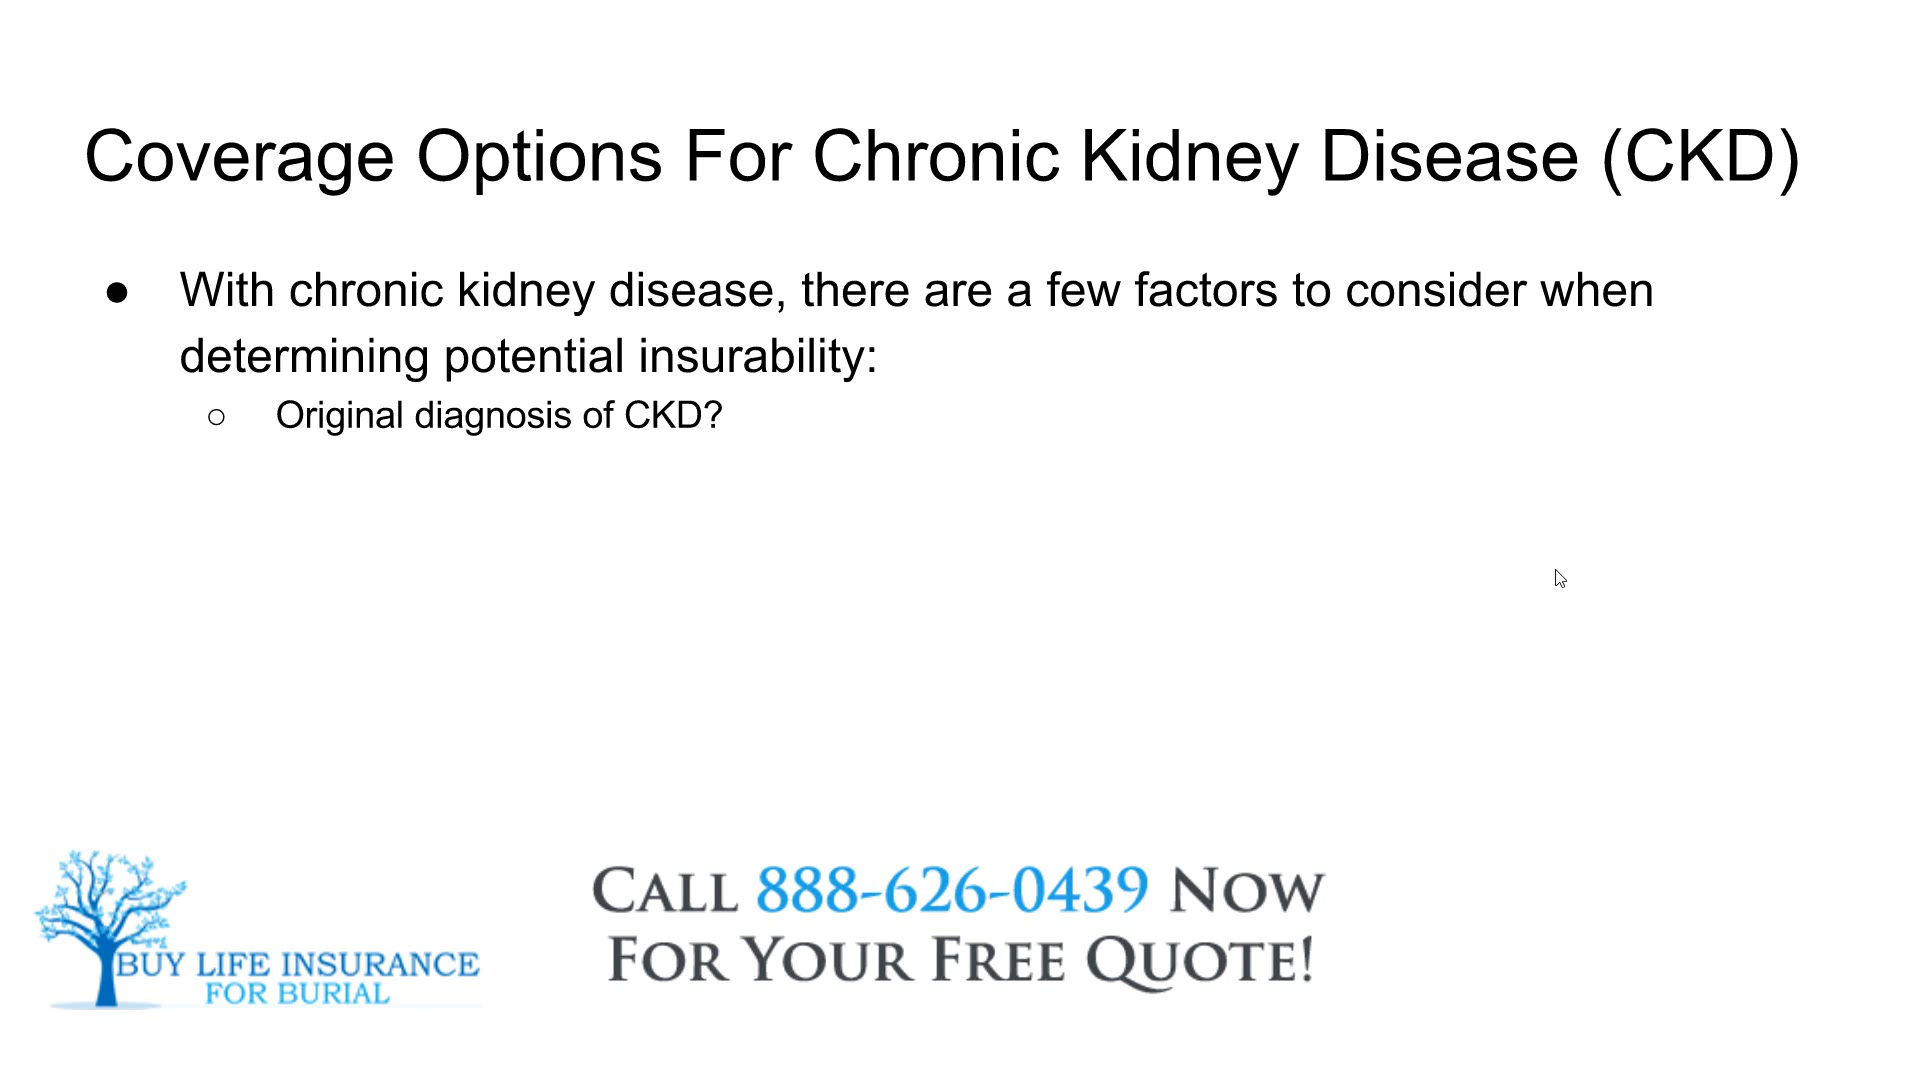 Coverage Options For Chronic Kidney Disease (CKD)
● With chronic kidney disease, there are a few factors to consider when
determining potential insurability:
○ Original diagnosis of CKD?
CALL 888-626-0439 NOW
FOR YOUR FREE QUOTE!
BUY LIFE INSURANCE
FOR BURIAL